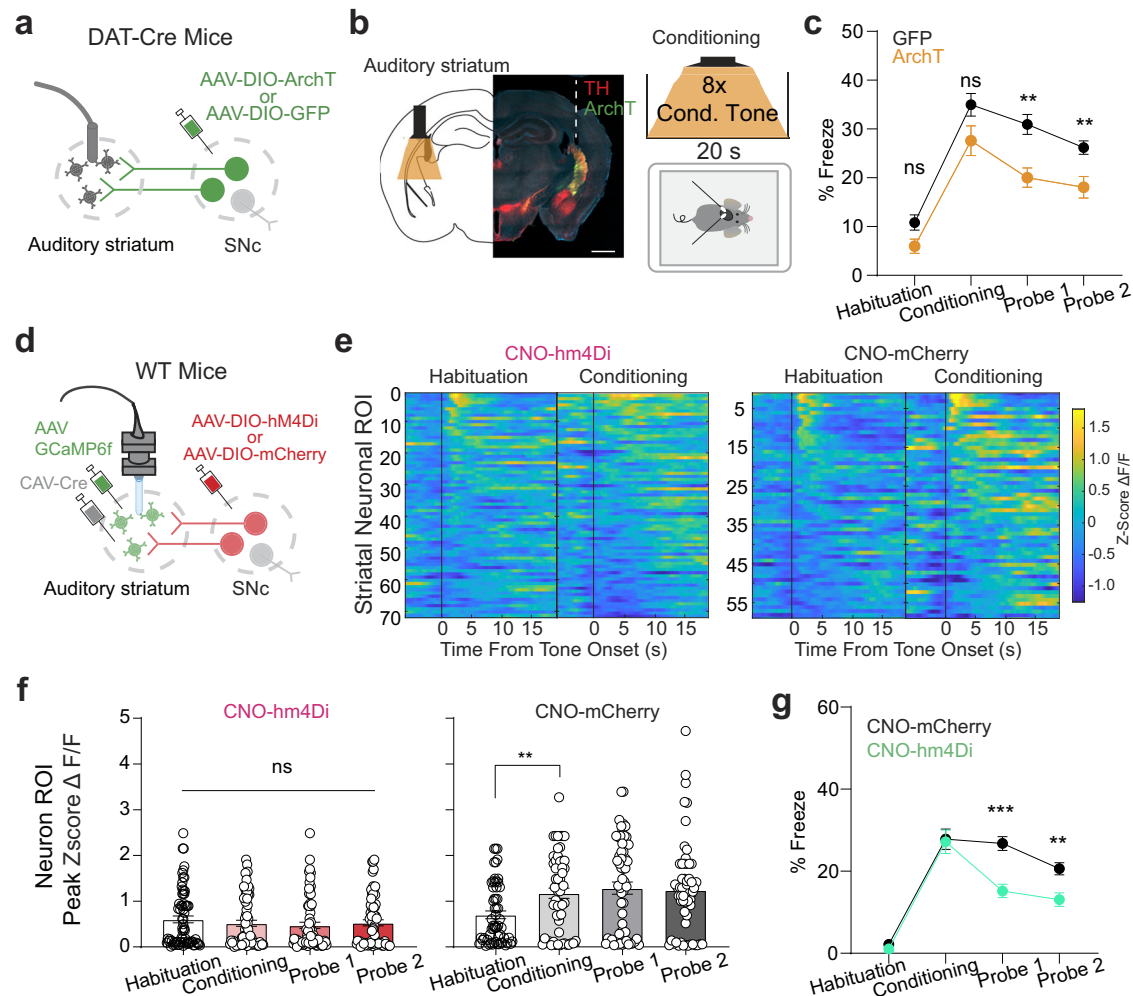 a
DAT-Cre Mice
AAV-DIO-ArchT
or
AAV-DIO-GFP
Auditory striatum
SNc
b
Auditory striatum
TH
ArchT
Conditioning
8x
Cond. Tone
20 s
c
GFP
ArchT
% Freeze
50
40
30
20
10
0
ns
ns
**
**
Habituation
Conditioning
Probe 1
Probe 2
d
WT Mice
AAV
GCaMP6f
CAV-Cre
AAV-DIO-hM4Di
or
AAV-DIO-mCherry
Auditory striatum
SNc
e
CNO-hm4Di
Habituation
Conditioning
Striatal Neuronal ROI
0
10
20
30
40
50
60
70
0 5 10 15
0 5 10 15
Time From Tone Onset (s)
CNO-mCherry
Habituation
Conditioning
5
15
25
35
45
55
0 5 10 15
0 5 10 15
Time From Tone Onset (s)
1.5
1.0
0.5
0
-0.5
-1.0
Z-Score ΔF/F
f
Neuron ROI
Peak Zscore Δ F/F
5
4
3
2
1
0
CNO-hm4Di
ns
Habituation
Conditioning
Probe 1
Probe 2
CNO-mCherry
**
Habituation
Conditioning
Probe 1
Probe 2
g
CNO-mCherry
CNO-hm4Di
% Freeze
60
40
20
0
***
**
Habituation
Conditioning
Probe 1
Probe 2